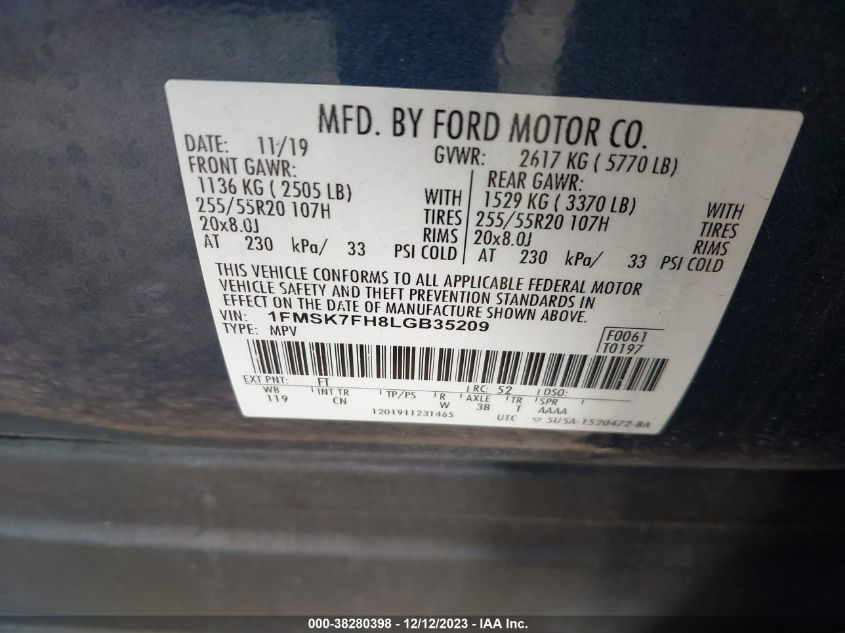 MFD. BY FORD MOTOR CO.
DATE: 11/19 GVWR: 2617 KG ( 5770 LB)
FRONT GAWR: REAR GAWR:
1136 KG ( 2505 LB) WITH 1529 KG ( 3370 LB) WITH
255/55R20 107H TIRES 255/55R20 107H TIRES
20x8.0J RIMS 20x8.0J RIMS
AT 230 kPa/ 33 PSI COLD AT 230 kPa/ 33 PSI COLD
THIS VEHICLE CONFORMS TO ALL APPLICABLE FEDERAL MOTOR
VEHICLE SAFETY AND THEFT PREVENTION STANDARDS IN
EFFECT ON THE DATE OF MANUFACTURE SHOWN ABOVE.
VIN: 1FMSK7FH8LGB35209
TYPE: MPV F0061
T0197
EXT PNT: FT RC: 52 DSO:
WB INT TR TP/PS R AXLE TR SPR
119 CN W 3B T AAAA
1201911231465 UTC 5U5A-1520472-BA
000-38280398 - 12/12/2023 - IAA Inc.